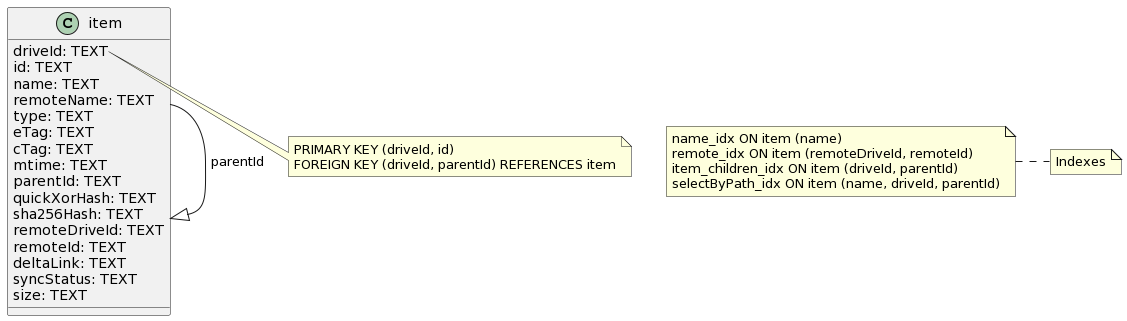 C item
driveId: TEXT
id: TEXT
name: TEXT
remoteName: TEXT
type: TEXT
eTag: TEXT
cTag: TEXT
mtime: TEXT
parentId: TEXT
quickXorHash: TEXT
sha256Hash: TEXT
remoteDriveId: TEXT
remoteId: TEXT
deltaLink: TEXT
syncStatus: TEXT
size: TEXT
parentId
PRIMARY KEY (driveId, id)
FOREIGN KEY (driveId, parentId) REFERENCES item
name_idx ON item (name)
remote_idx ON item (remoteDriveId, remoteId)
item_children_idx ON item (driveId, parentId)
selectByPath_idx ON item (name, driveId, parentId)
Indexes